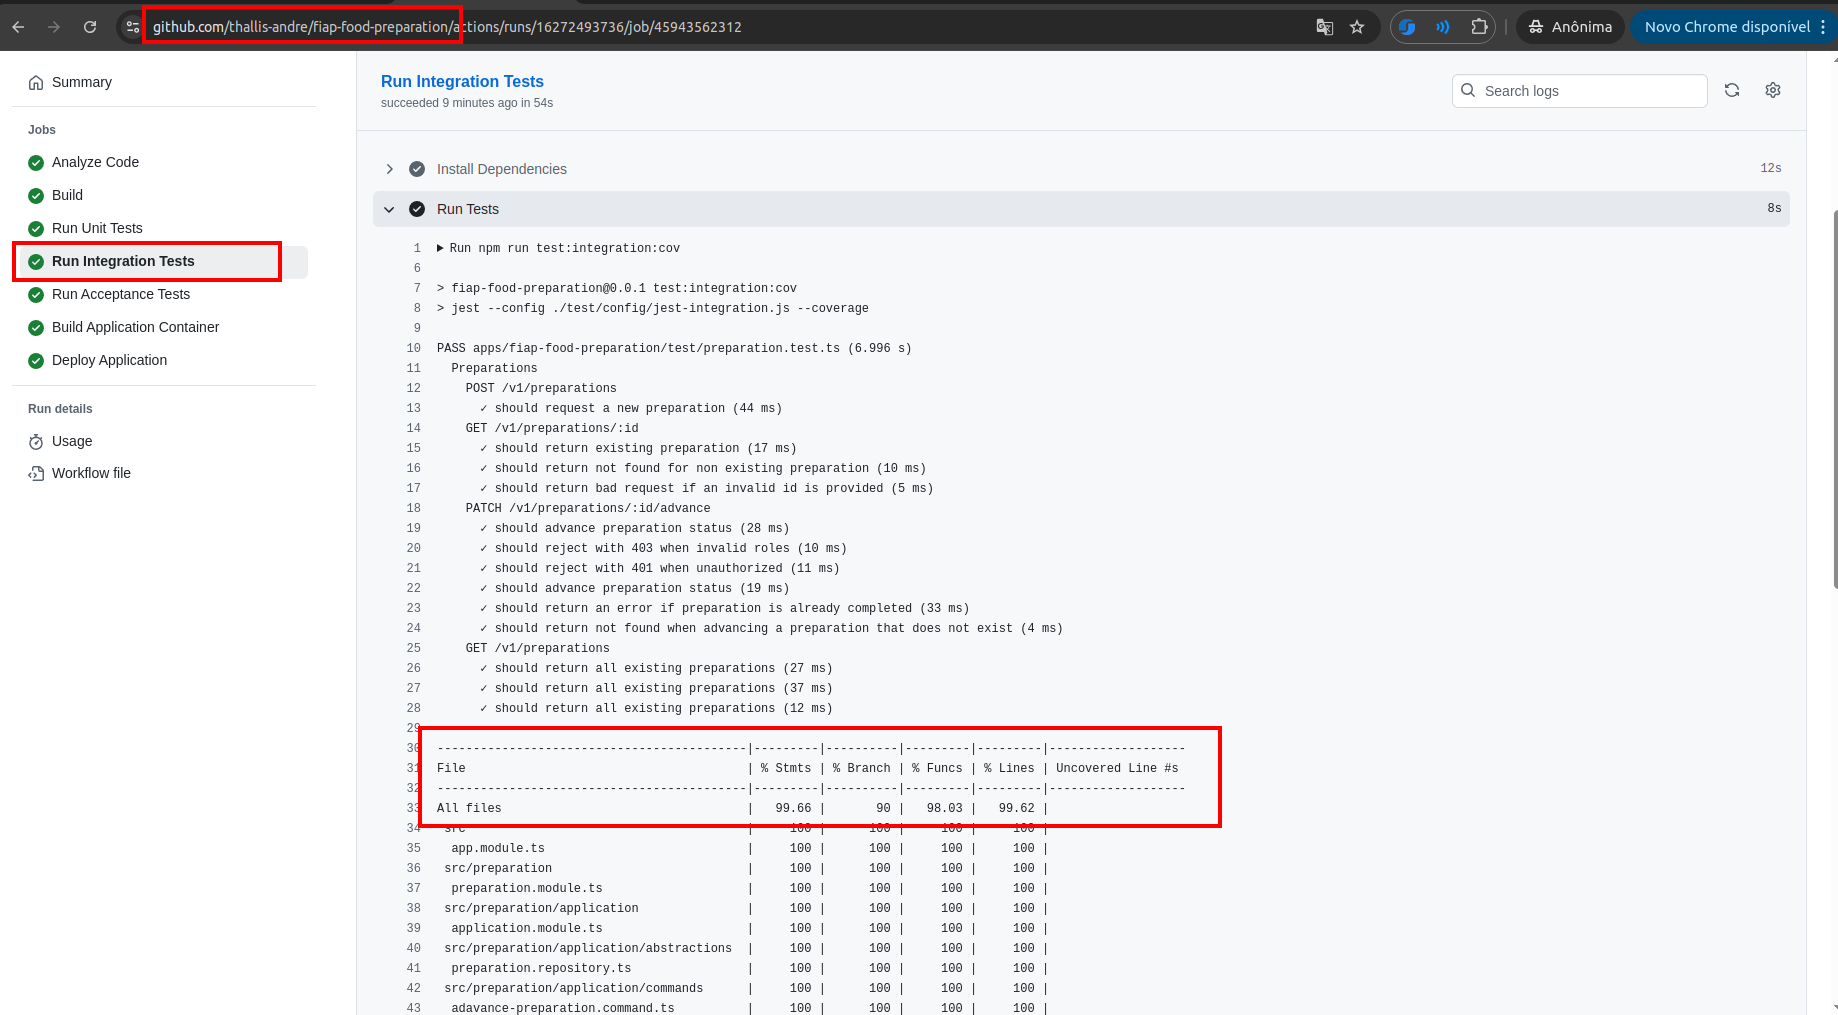 github.com/thallis-andre/fiap-food-preparation/actions/runs/16272493736/job/45943562312
Anônima
Novo Chrome disponível
Summary
Jobs
Analyze Code
Build
Run Unit Tests
Run Integration Tests
Run Acceptance Tests
Build Application Container
Deploy Application
Run details
Usage
Workflow file
Run Integration Tests
succeeded 9 minutes ago in 54s
Search logs
Install Dependencies 12s
Run Tests 8s
1 ▶ Run npm run test:integration:cov
6
7 > fiap-food-preparation@0.0.1 test:integration:cov
8 > jest --config ./test/config/jest-integration.js --coverage
9
10 PASS apps/fiap-food-preparation/test/preparation.test.ts (6.996 s)
11 Preparations
12 POST /v1/preparations
13 ✓ should request a new preparation (44 ms)
14 GET /v1/preparations/:id
15 ✓ should return existing preparation (17 ms)
16 ✓ should return not found for non existing preparation (10 ms)
17 ✓ should return bad request if an invalid id is provided (5 ms)
18 PATCH /v1/preparations/:id/advance
19 ✓ should advance preparation status (28 ms)
20 ✓ should reject with 403 when invalid roles (10 ms)
21 ✓ should reject with 401 when unauthorized (11 ms)
22 ✓ should advance preparation status (19 ms)
23 ✓ should return an error if preparation is already completed (33 ms)
24 ✓ should return not found when advancing a preparation that does not exist (4 ms)
25 GET /v1/preparations
26 ✓ should return all existing preparations (27 ms)
27 ✓ should return all existing preparations (37 ms)
28 ✓ should return all existing preparations (12 ms)
29
30 -------------------------------------------|---------|----------|---------|---------|-------------------
31 File | % Stmts | % Branch | % Funcs | % Lines | Uncovered Line #s
32 -------------------------------------------|---------|----------|---------|---------|-------------------
33 All files | 99.66 | 90 | 98.03 | 99.62 |
34 src | 100 | 100 | 100 | 100 |
35 app.module.ts | 100 | 100 | 100 | 100 |
36 src/preparation | 100 | 100 | 100 | 100 |
37 preparation.module.ts | 100 | 100 | 100 | 100 |
38 src/preparation/application | 100 | 100 | 100 | 100 |
39 application.module.ts | 100 | 100 | 100 | 100 |
40 src/preparation/application/abstractions | 100 | 100 | 100 | 100 |
41 preparation.repository.ts | 100 | 100 | 100 | 100 |
42 src/preparation/application/commands | 100 | 100 | 100 | 100 |
43 adavance-preparation.command.ts | 100 | 100 | 100 | 100 |